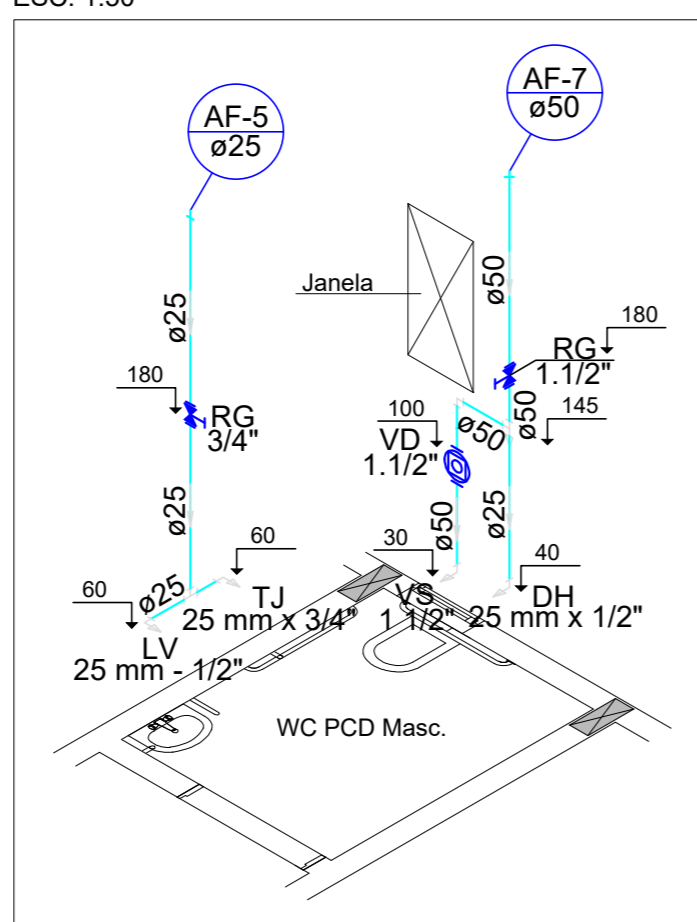 AF-5
ø25
AF-7
ø50
ø25
Janela
ø50
180
180
RG
3/4"
RG
1.1/2"
ø50
ø50
145
100
VD
1.1/2"
ø25
ø50
ø25
60
30
40
60
ø25
TJ
25 mm x 3/4"
VS
1 1/2"
DH
25 mm x 1/2"
LV
25 mm - 1/2"
WC PCD Masc.